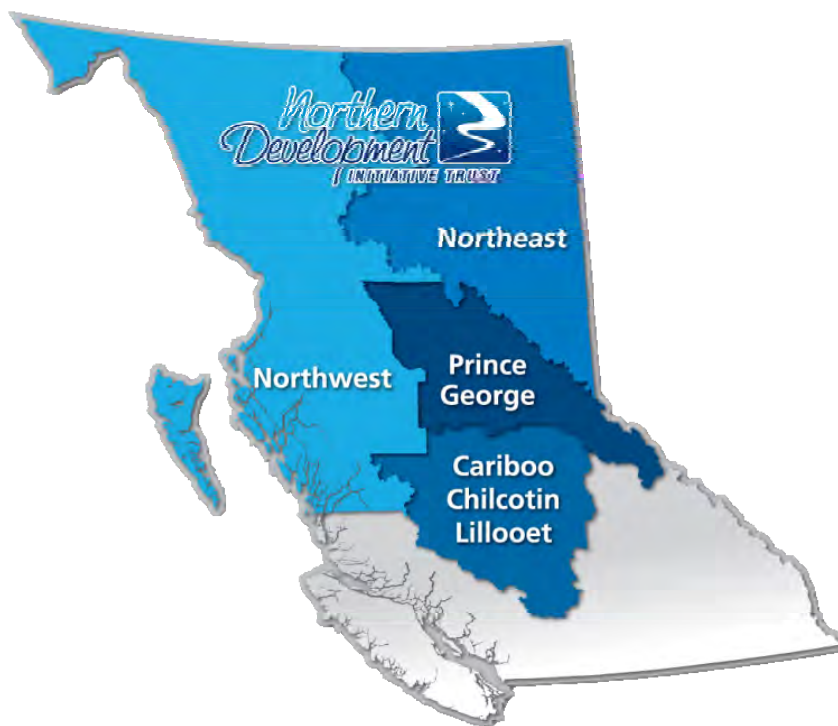 Northern
Development
INITIATIVE TRUST
Northeast
Northwest
Prince
George
Cariboo
Chilcotin
Lillooet